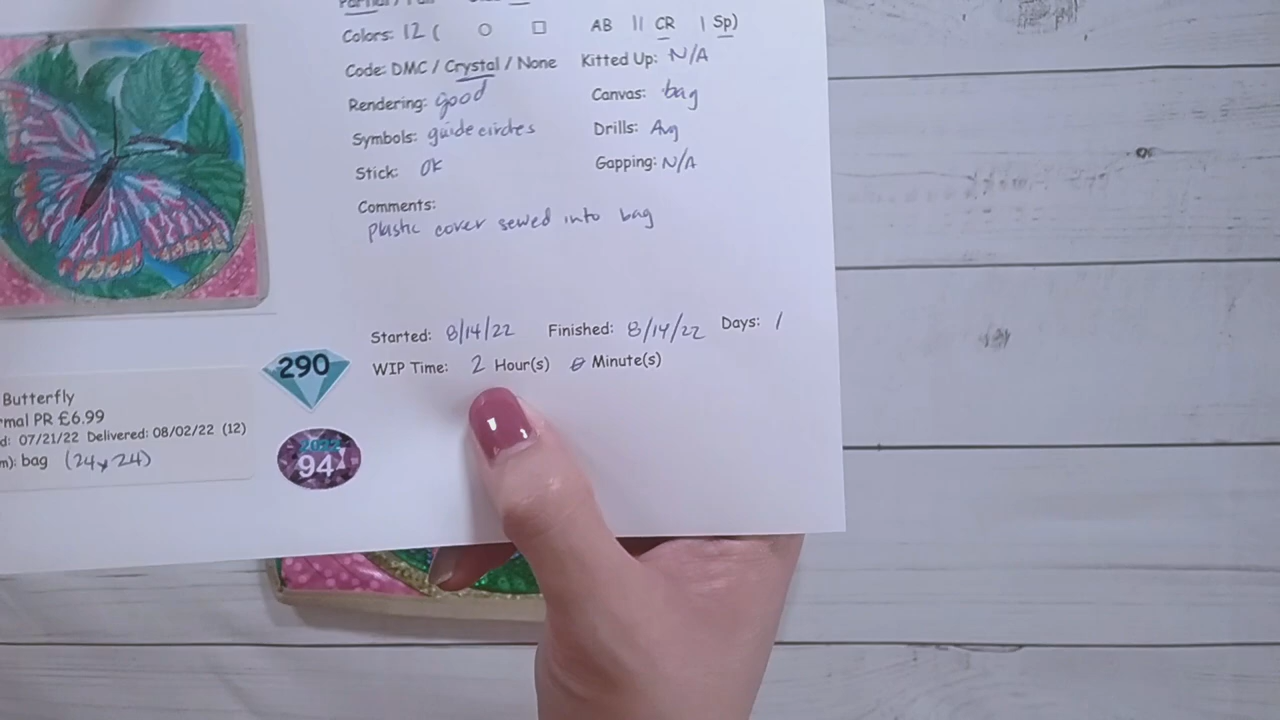 Colors: 12 ( ○ □ AB || CR | Sp)
Code: DMC / Crystal / None Kitted Up: N/A
Rendering: good Canvas: bag
Symbols: guide circles Drills: Avg
Stick: OK Gapping: N/A
Comments:
plastic cover sewed into bag
Started: 8/14/22 Finished: 8/14/22 Days: 1
WIP Time: 2 Hour(s) 0 Minute(s)
290
2022
94
Butterfly
rmal PR £6.99
d: 07/21/22 Delivered: 08/02/22 (12)
m): bag (24x24)